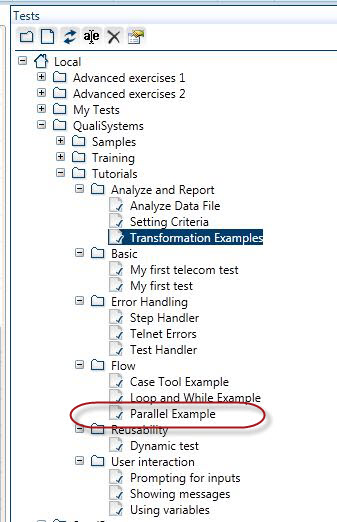 Tests
aƀe
Local
Advanced exercises 1
Advanced exercises 2
My Tests
QualiSystems
Samples
Training
Tutorials
Analyze and Report
Analyze Data File
Setting Criteria
Transformation Examples
Basic
My first telecom test
My first test
Error Handling
Step Handler
Telnet Errors
Test Handler
Flow
Case Tool Example
Loop and While Example
Parallel Example
Reusability
Dynamic test
User interaction
Prompting for inputs
Showing messages
Using variables